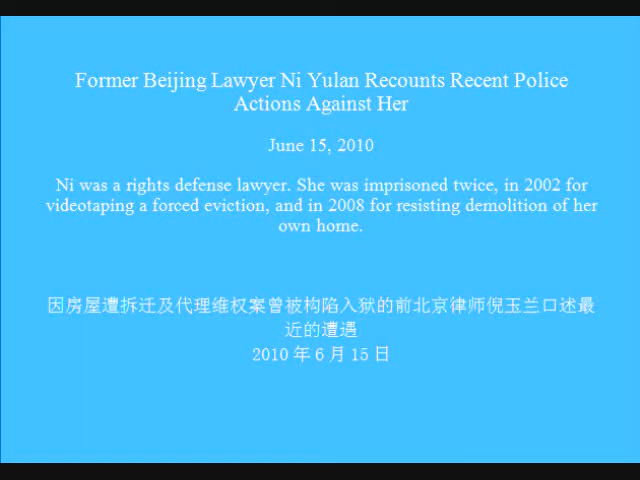 Former Beijing Lawyer Ni Yulan Recounts Recent Police
Actions Against Her
June 15, 2010
Ni was a rights defense lawyer. She was imprisoned twice, in 2002 for
videotaping a forced eviction, and in 2008 for resisting demolition of her
own home.
因房屋遭拆迁及代理维权案曾被构陷入狱的前北京律师倪玉兰口述最
近的遭遇
2010 年 6 月 15 日